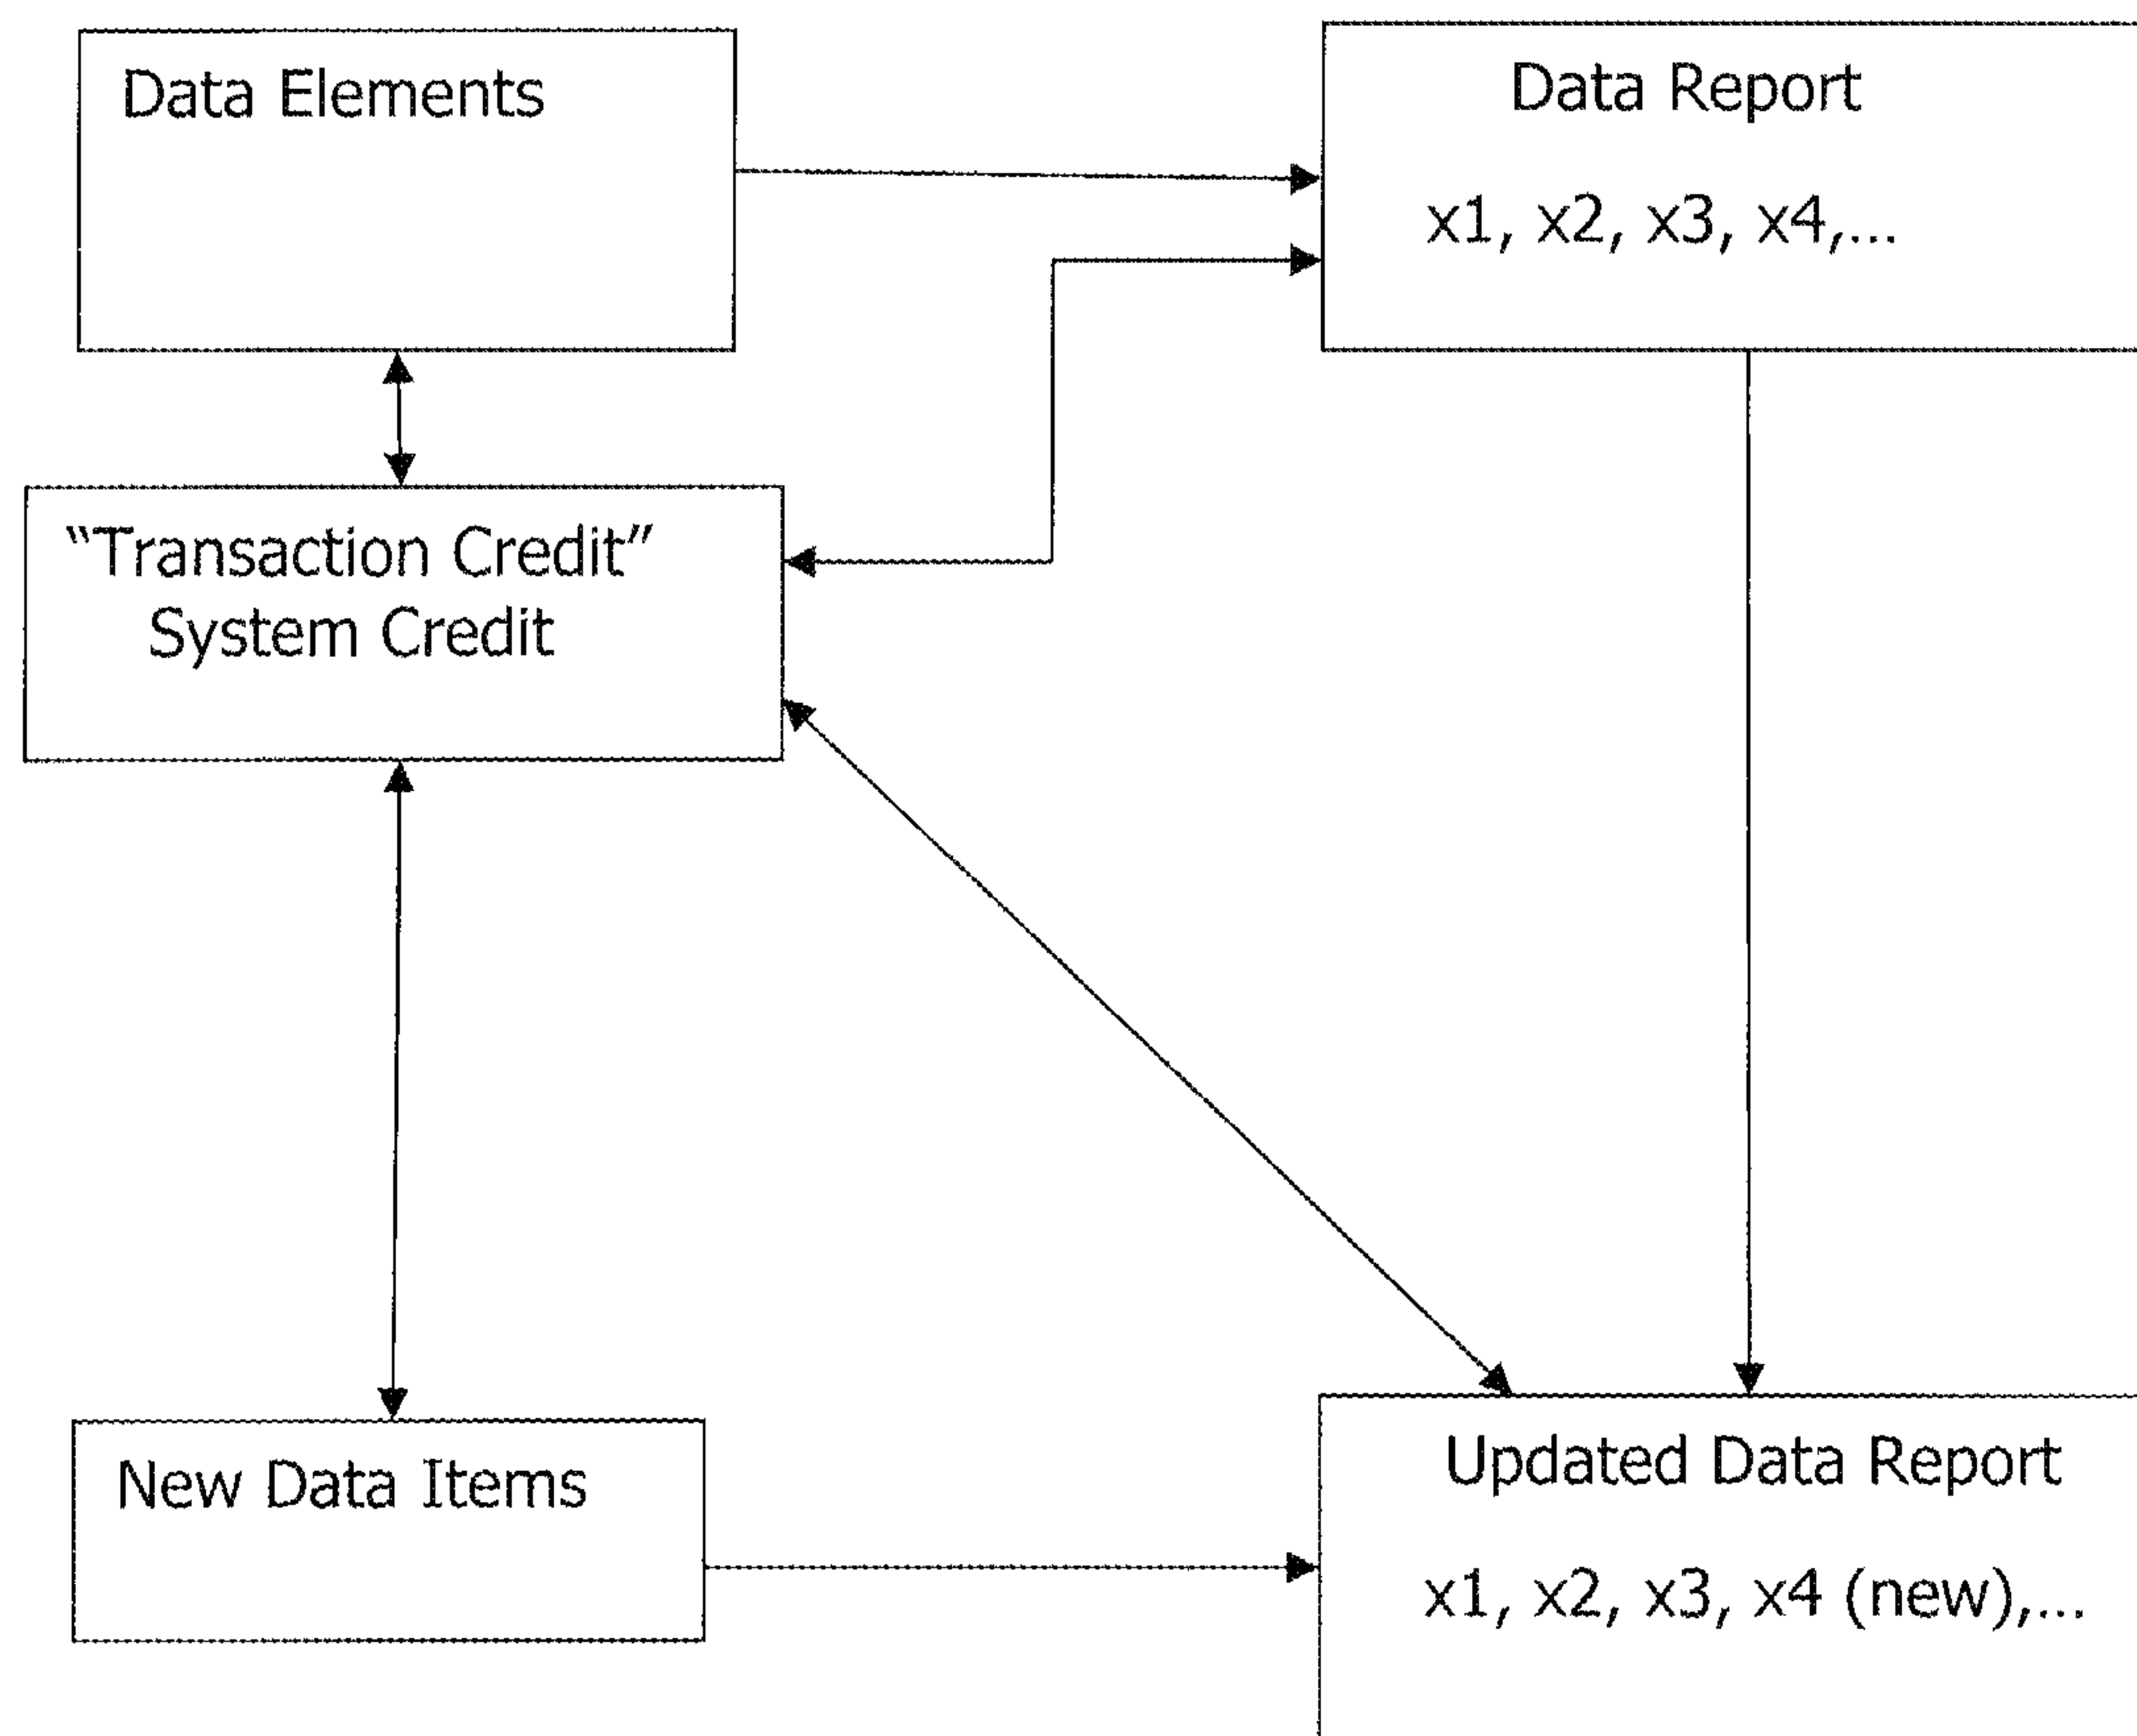 Data Elements
Data Report
x1, x2, x3, x4,...
“Transaction Credit”
System Credit
New Data Items
Updated Data Report
x1, x2, x3, x4 (new),...